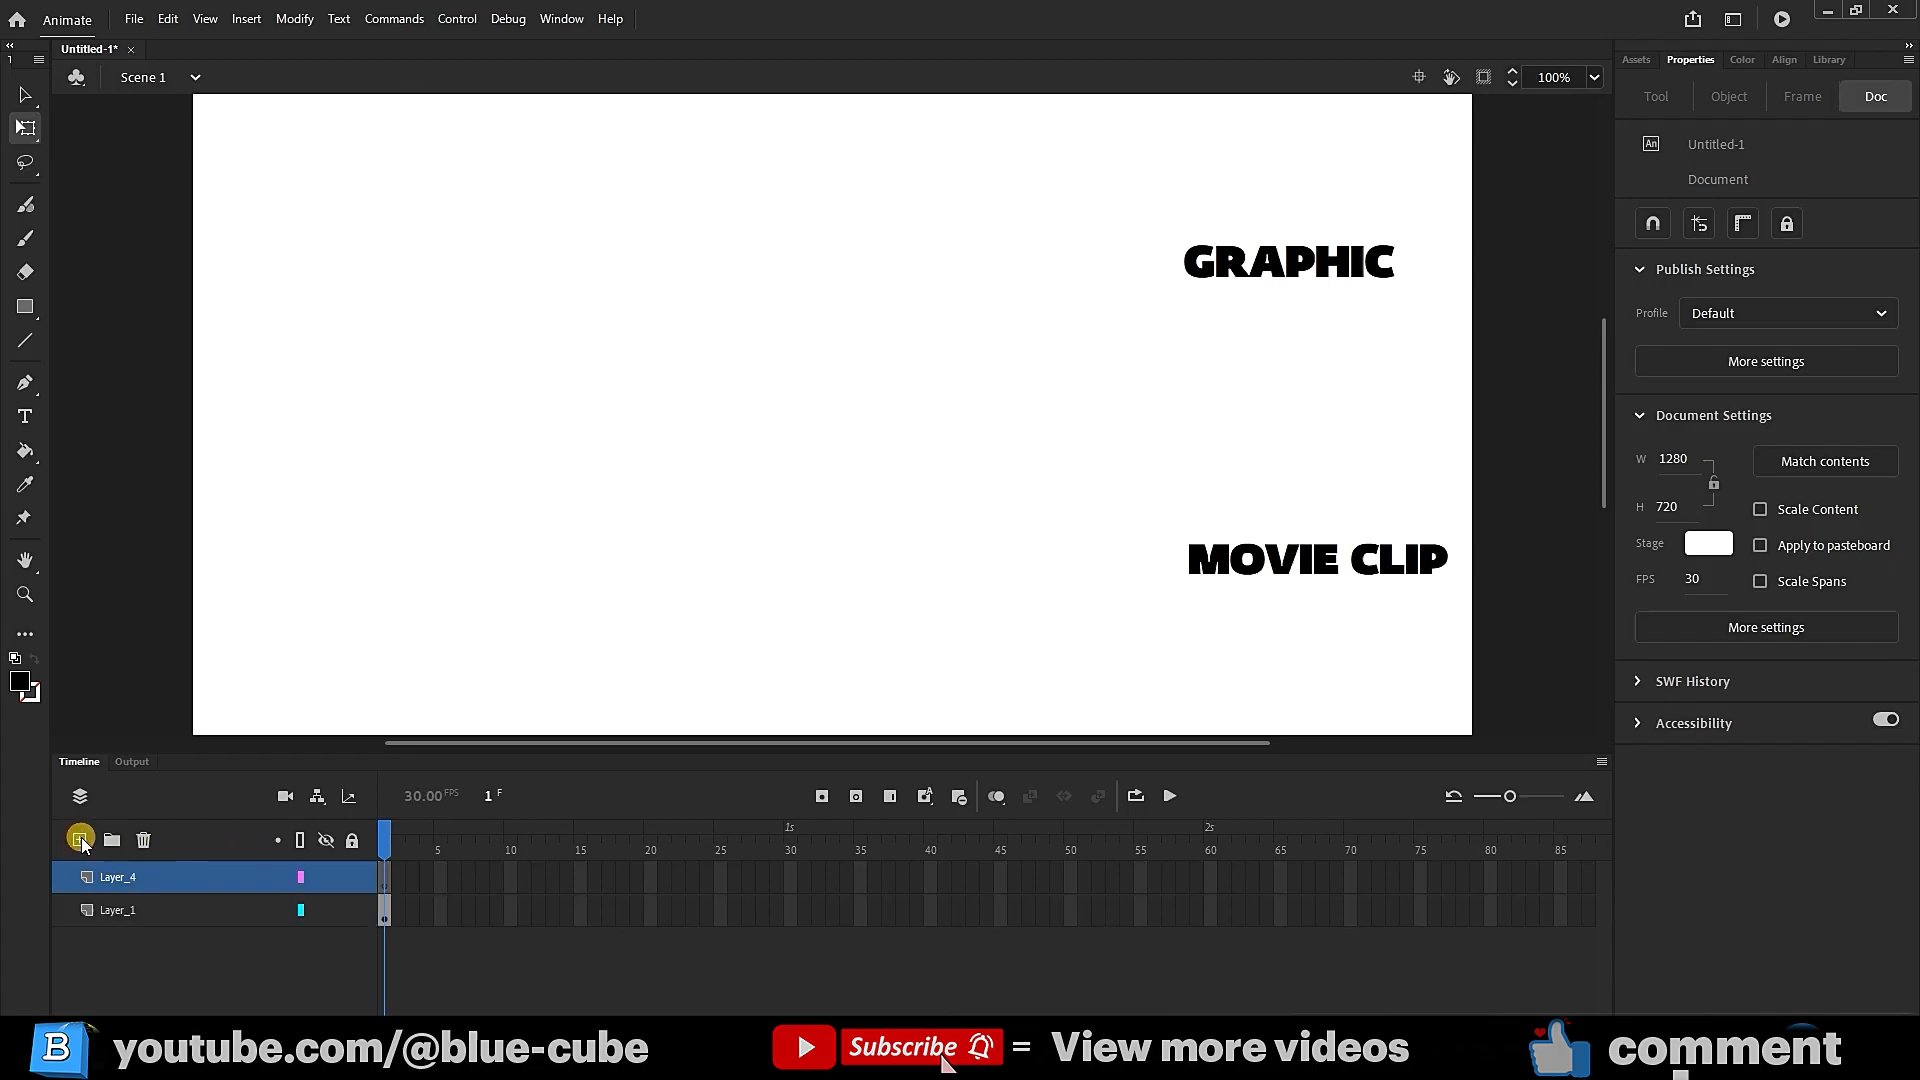 Animate File Edit View Insert Modify Text Commands Control Debug Window Help
Untitled-1*
Scene 1 100%
Assets Properties Color Align Library
Tool Object Frame Doc
An Untitled-1
Document
Publish Settings
Profile Default
More settings
Document Settings
W 1280 Match contents
H 720 Scale Content
Stage Apply to pasteboard
FPS 30 Scale Spans
More settings
SWF History
Accessibility
GRAPHIC
MOVIE CLIP
Timeline Output
30.00 FPS 1 F
1s 2s
5 10 15 20 25 30 35 40 45 50 55 60 65 70 75 80 85
Layer_4
Layer_1
B youtube.com/@blue-cube Subscribe = View more videos comment